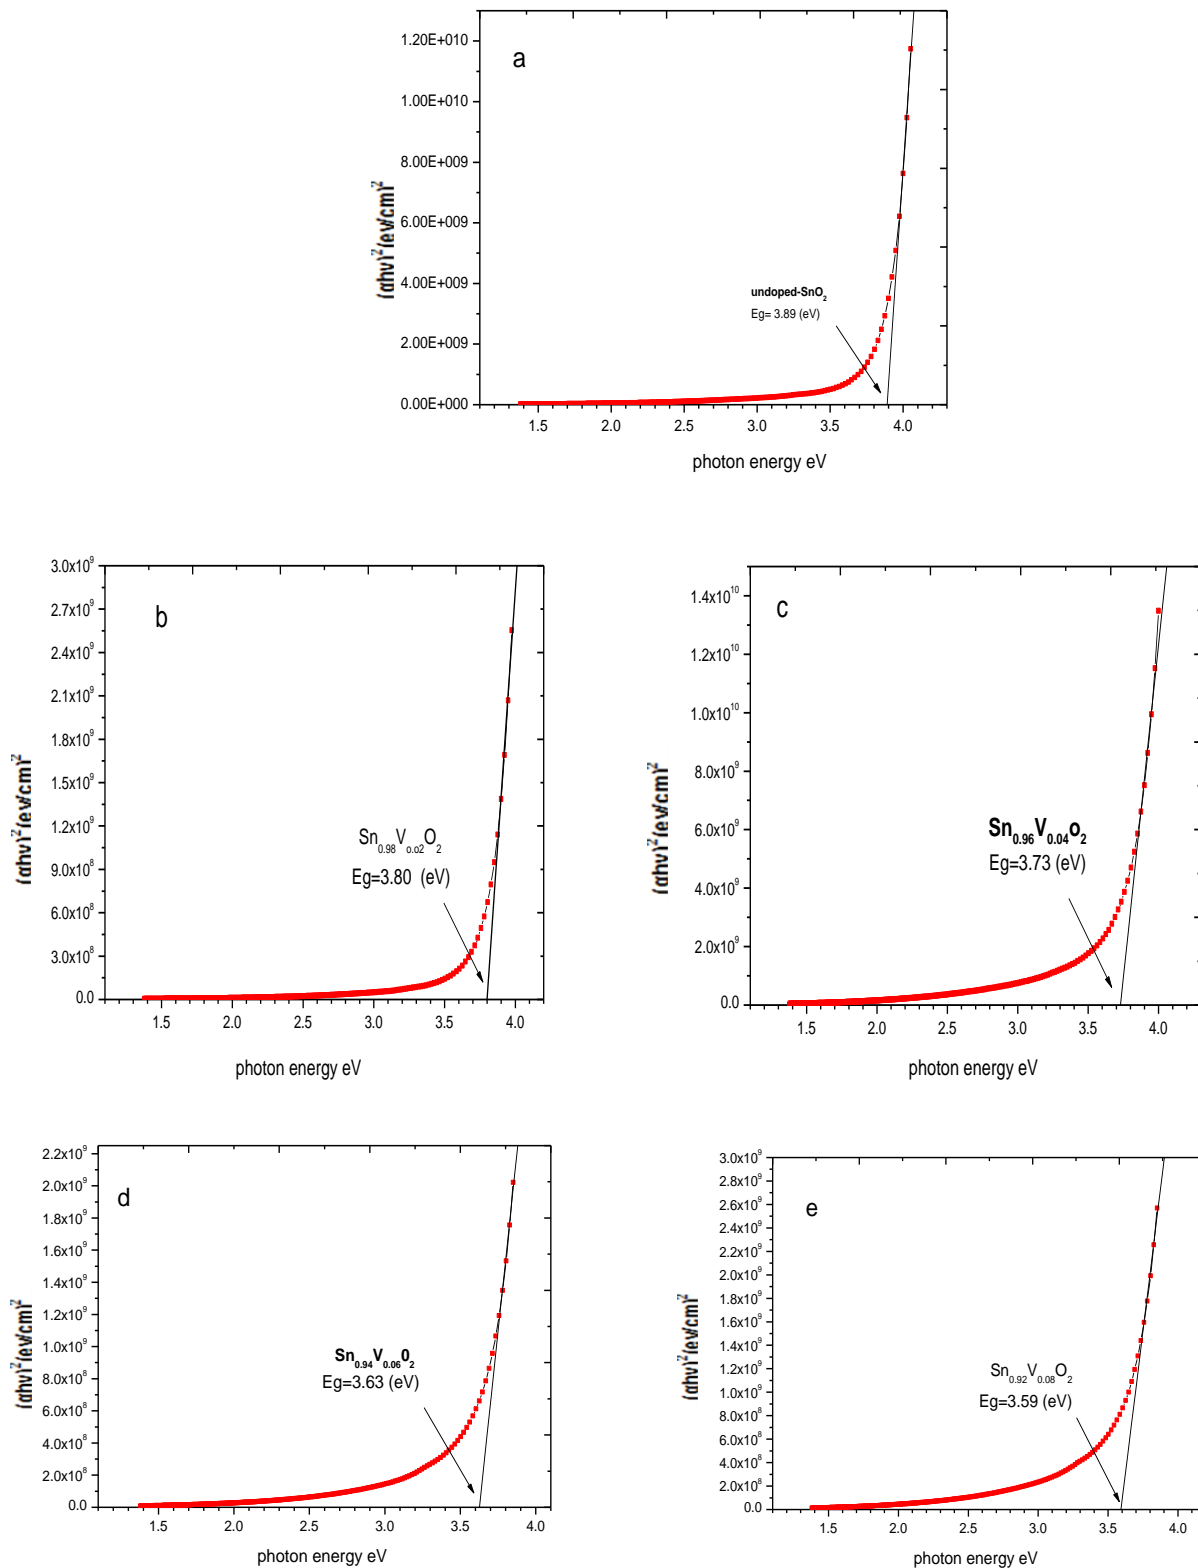 a
1.20E+010
1.00E+010
8.00E+009
6.00E+009
4.00E+009
2.00E+009
0.00E+000
(αhν)²(ev/cm)²
undoped-SnO₂
Eg= 3.89 (eV)
1.5 2.0 2.5 3.0 3.5 4.0
photon energy eV
b
3.0x10⁹
2.7x10⁹
2.4x10⁹
2.1x10⁹
1.8x10⁹
1.5x10⁹
1.2x10⁹
9.0x10⁸
6.0x10⁸
3.0x10⁸
0.0
(αhν)²(ev/cm)²
Sn₀.₉₈V₀.₀₂O₂
Eg=3.80 (eV)
1.5 2.0 2.5 3.0 3.5 4.0
photon energy eV
c
1.4x10¹⁰
1.2x10¹⁰
1.0x10¹⁰
8.0x10⁹
6.0x10⁹
4.0x10⁹
2.0x10⁹
0.0
(αhν)²(ev/cm)²
Sn₀.₉₆V₀.₀₄o₂
Eg=3.73 (eV)
1.5 2.0 2.5 3.0 3.5 4.0
photon energy eV
d
2.2x10⁹
2.0x10⁹
1.8x10⁹
1.6x10⁹
1.4x10⁹
1.2x10⁹
1.0x10⁹
8.0x10⁸
6.0x10⁸
4.0x10⁸
2.0x10⁸
0.0
(αhν)²(ev/cm)²
Sn₀.₉₄V₀.₀₆0₂
Eg=3.63 (eV)
1.5 2.0 2.5 3.0 3.5 4.0
photon energy eV
e
3.0x10⁹
2.8x10⁹
2.6x10⁹
2.4x10⁹
2.2x10⁹
2.0x10⁹
1.8x10⁹
1.6x10⁹
1.4x10⁹
1.2x10⁹
1.0x10⁹
8.0x10⁸
6.0x10⁸
4.0x10⁸
2.0x10⁸
0.0
(αhν)²(ev/cm)²
Sn₀.₉₂V₀.₀₈O₂
Eg=3.59 (eV)
1.5 2.0 2.5 3.0 3.5 4.0
photon energy eV